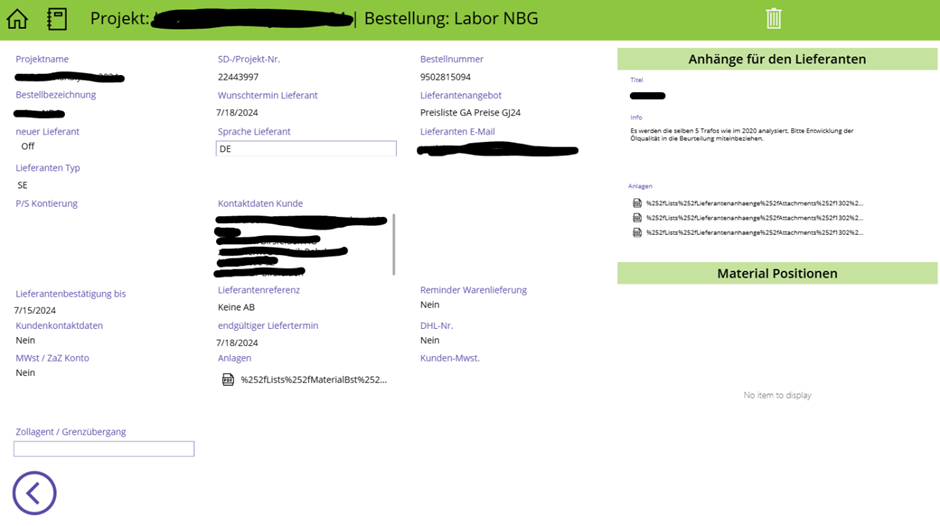 Projekt: | Bestellung: Labor NBG
Projektname
SD-/Projekt-Nr.
22443997
Bestellnummer
9502815094
Bestellbezeichnung
Wunschtermin Lieferant
7/18/2024
Lieferantenangebot
Preisliste GA Preise GJ24
neuer Lieferant
Off
Sprache Lieferant
DE
Lieferanten E-Mail
Lieferanten Typ
SE
P/S Kontierung
Kontaktdaten Kunde
Lieferantenbestätigung bis
7/15/2024
Lieferantenreferenz
Keine AB
Reminder Warenlieferung
Nein
Kundenkontaktdaten
Nein
endgültiger Liefertermin
7/18/2024
DHL-Nr.
Nein
MWst / ZaZ Konto
Nein
Anlagen
%252fLists%252fMaterialBst%252...
Kunden-Mwst.
Zollagent / Grenzübergang
Anhänge für den Lieferanten
Titel
Info
Es werden die selben 5 Trafos wie im 2020 analysiert. Bitte Entwicklung der
Ölqualität in die Beurteilung miteinbeziehen.
Anlagen
%252fLists%252fLieferantenanhaenge%252fAttachments%252f1302%2...
%252fLists%252fLieferantenanhaenge%252fAttachments%252f1302%2...
%252fLists%252fLieferantenanhaenge%252fAttachments%252f1302%2...
Material Positionen
No item to display